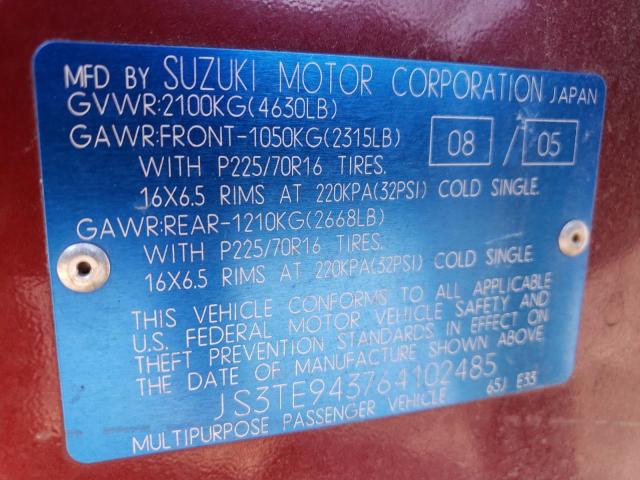 MFD BY SUZUKI MOTOR CORPORATION JAPAN
GVWR:2100KG(4630LB)
GAWR:FRONT-1050KG(2315LB) 08 / 05
WITH P225/70R16 TIRES.
16X6.5 RIMS AT 220KPA(32PSI) COLD SINGLE.
GAWR:REAR-1210KG(2668LB)
WITH P225/70R16 TIRES.
16X6.5 RIMS AT 220KPA(32PSI) COLD SINGLE.
THIS VEHICLE CONFORMS TO ALL APPLICABLE
U.S. FEDERAL MOTOR VEHICLE SAFETY AND
THEFT PREVENTION STANDARDS IN EFFECT ON
THE DATE OF MANUFACTURE SHOWN ABOVE.
JS3TE943764102485
MULTIPURPOSE PASSENGER VEHICLE 65J E33